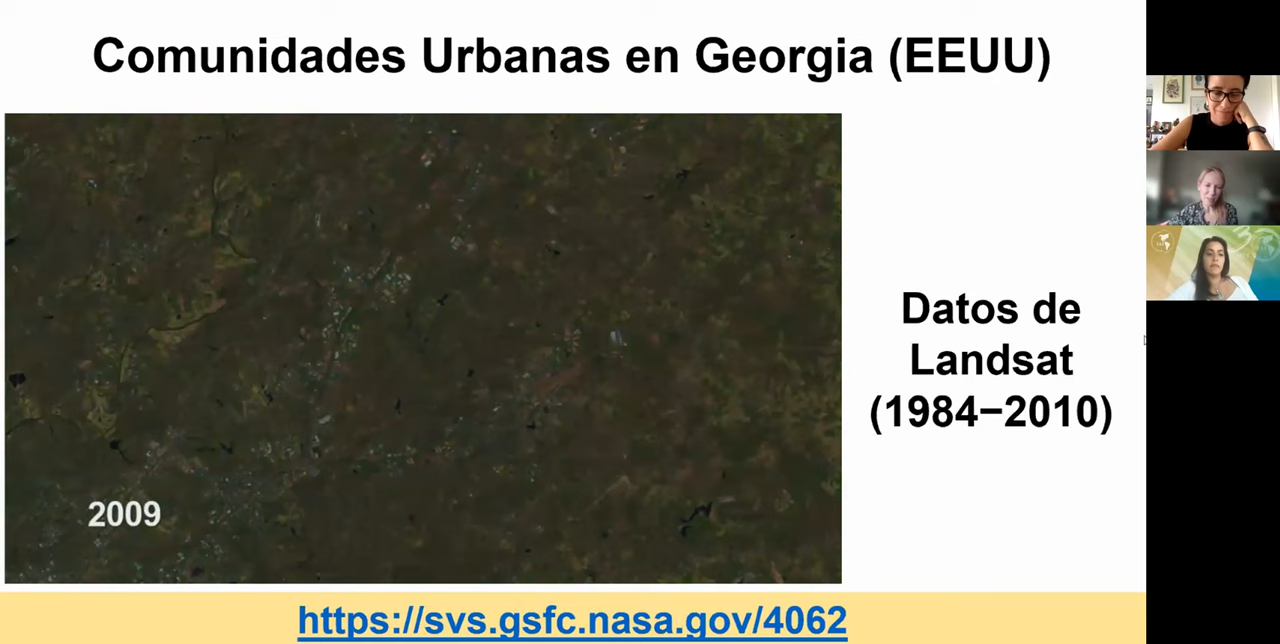 Comunidades Urbanas en Georgia (EEUU)
Datos de
Landsat
(1984–2010)
2009
https://svs.gsfc.nasa.gov/4062